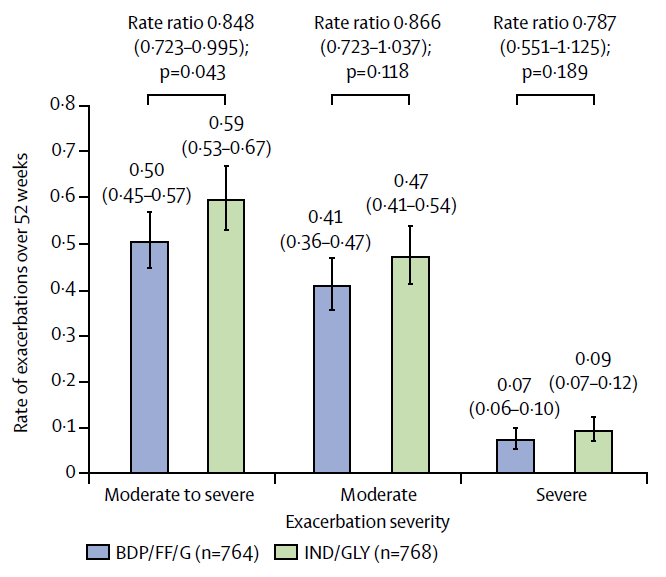 Rate ratio 0·848
(0·723–0·995);
p=0·043
Rate ratio 0·866
(0·723–1·037);
p=0·118
Rate ratio 0·787
(0·551–1·125);
p=0·189
Rate of exacerbations over 52 weeks
0·8
0·7
0·6
0·5
0·4
0·3
0·2
0·1
0
0·50
(0·45–0·57)
0·59
(0·53–0·67)
0·41
(0·36–0·47)
0·47
(0·41–0·54)
0·07
(0·06–0·10)
0·09
(0·07–0·12)
Moderate to severe
Moderate
Severe
Exacerbation severity
BDP/FF/G (n=764)
IND/GLY (n=768)